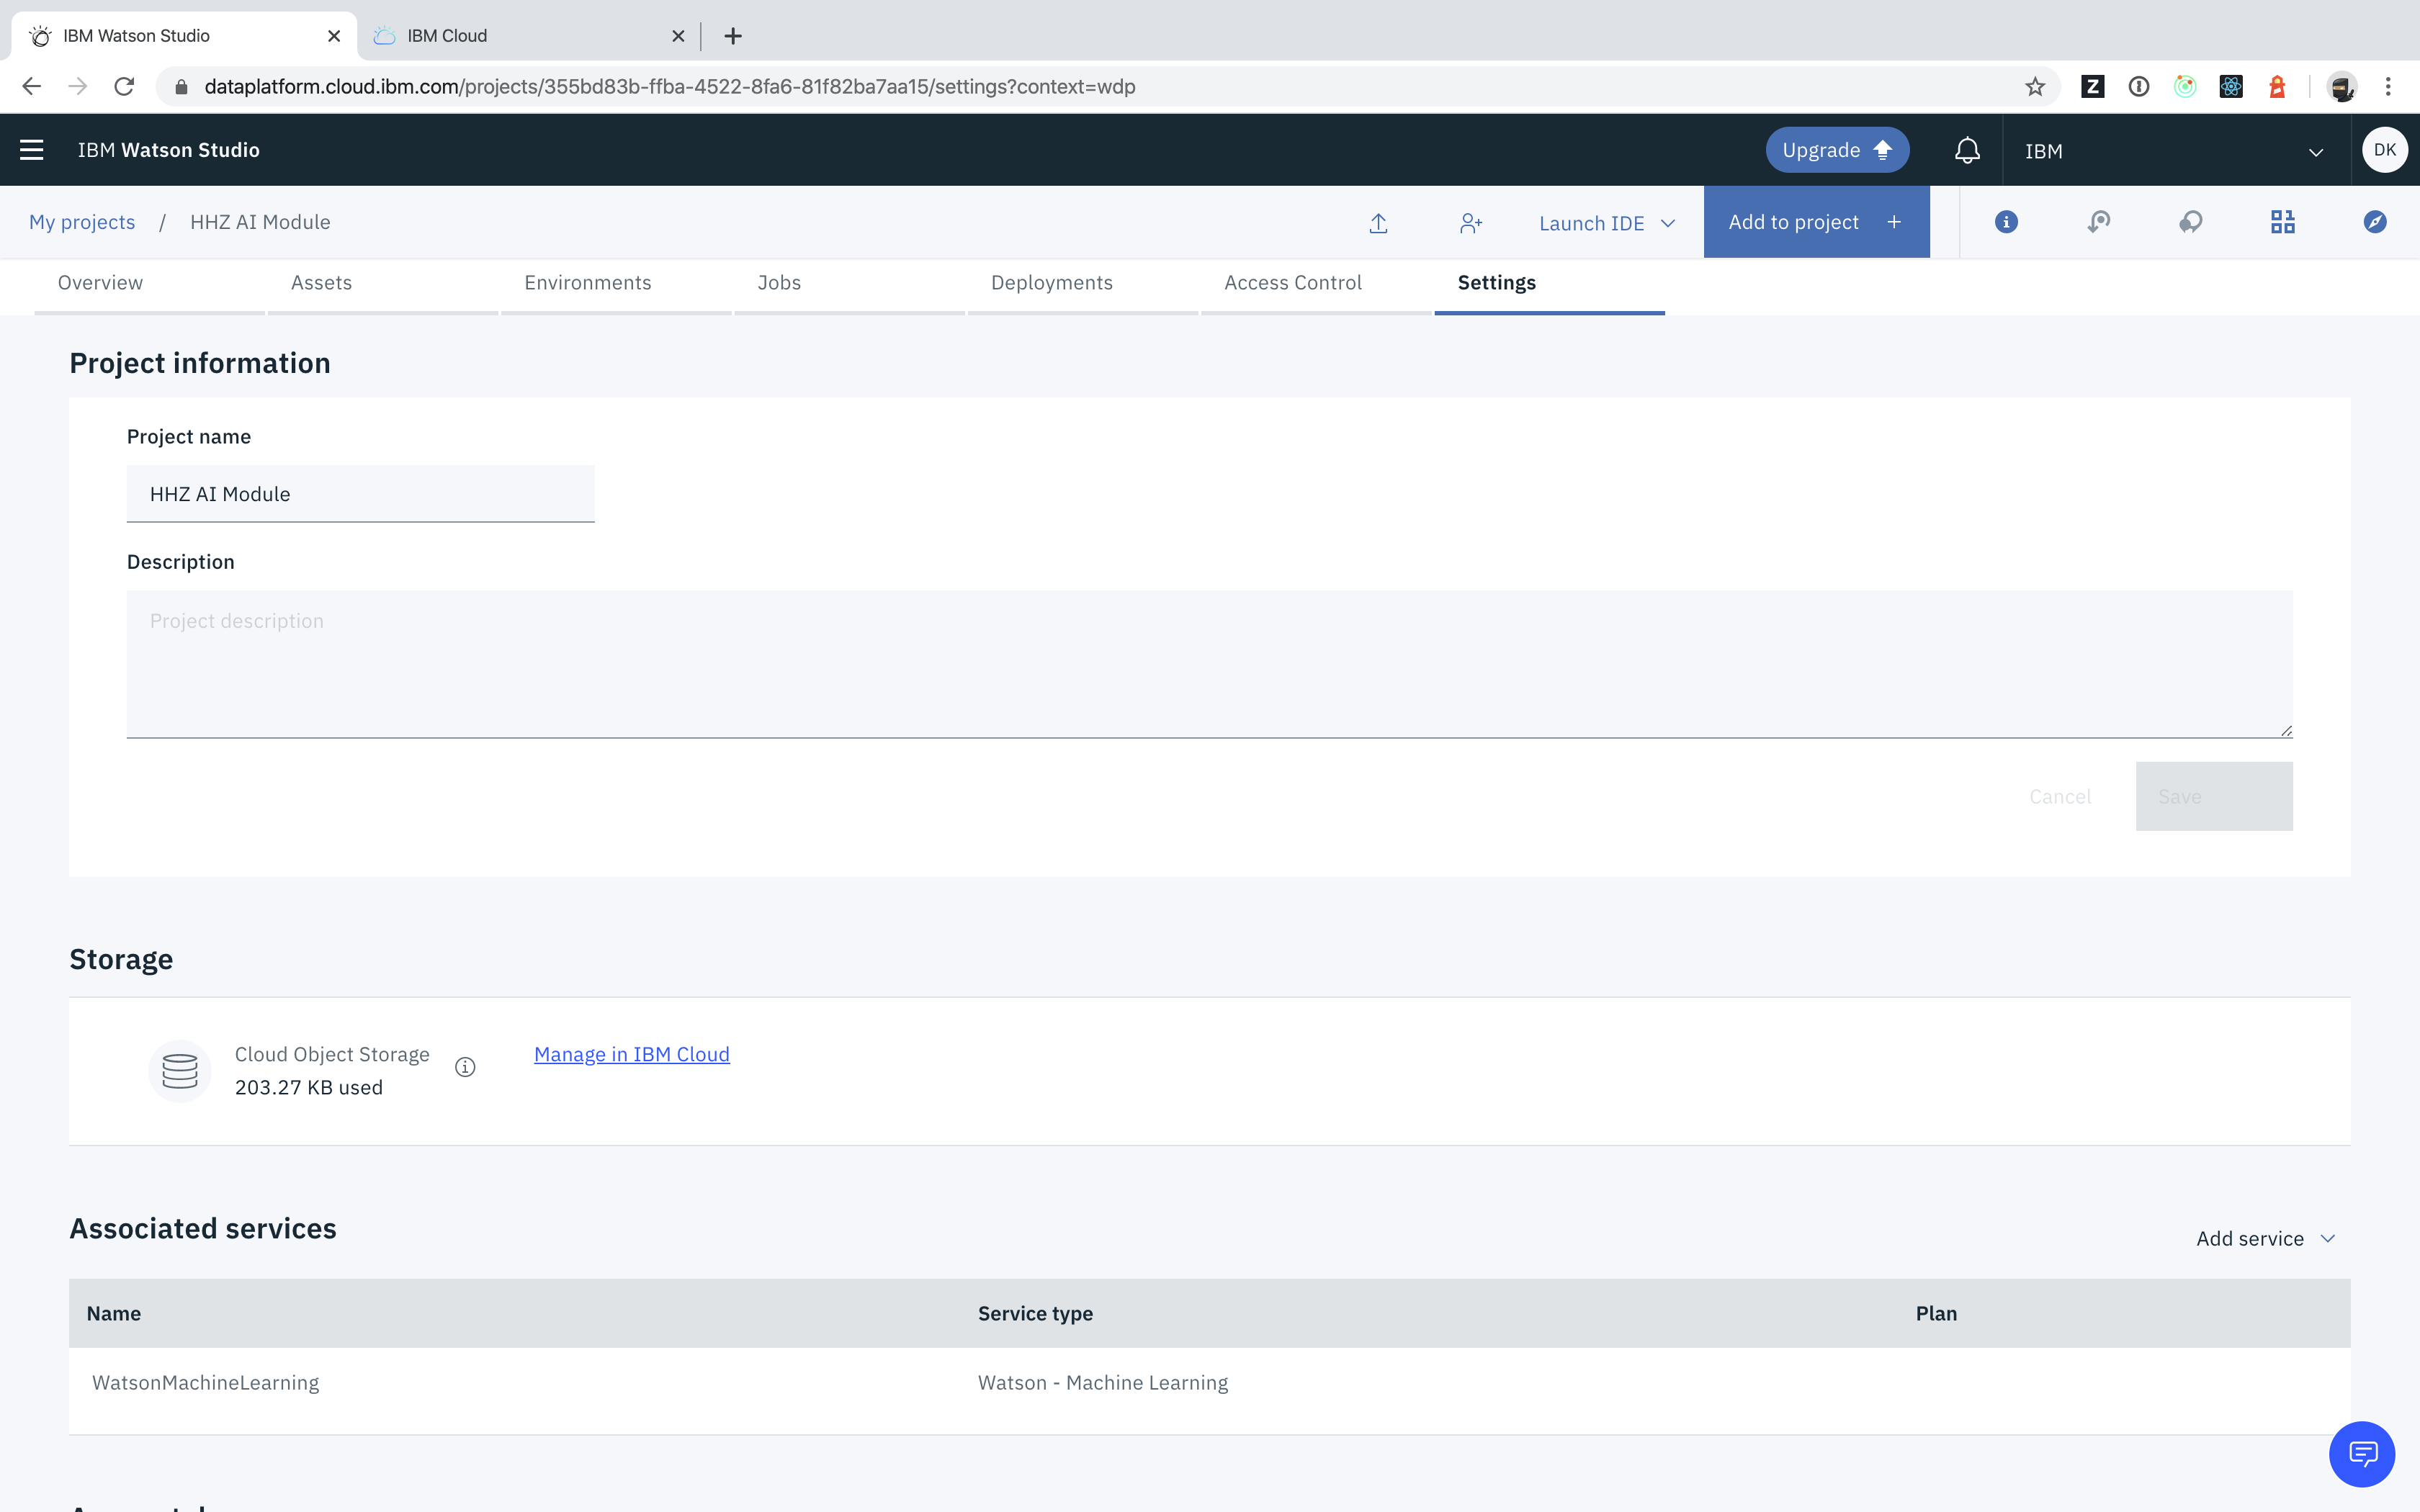 IBM Watson Studio
IBM Cloud
dataplatform.cloud.ibm.com/projects/355bd83b-ffba-4522-8fa6-81f82ba7aa15/settings?context=wdp
IBM Watson Studio
Upgrade
IBM
DK
My projects / HHZ AI Module
Launch IDE
Add to project +
Overview
Assets
Environments
Jobs
Deployments
Access Control
Settings
Project information
Project name
HHZ AI Module
Description
Project description
Cancel
Save
Storage
Cloud Object Storage
Manage in IBM Cloud
203.27 KB used
Associated services
Add service
Name
Service type
Plan
WatsonMachineLearning
Watson - Machine Learning